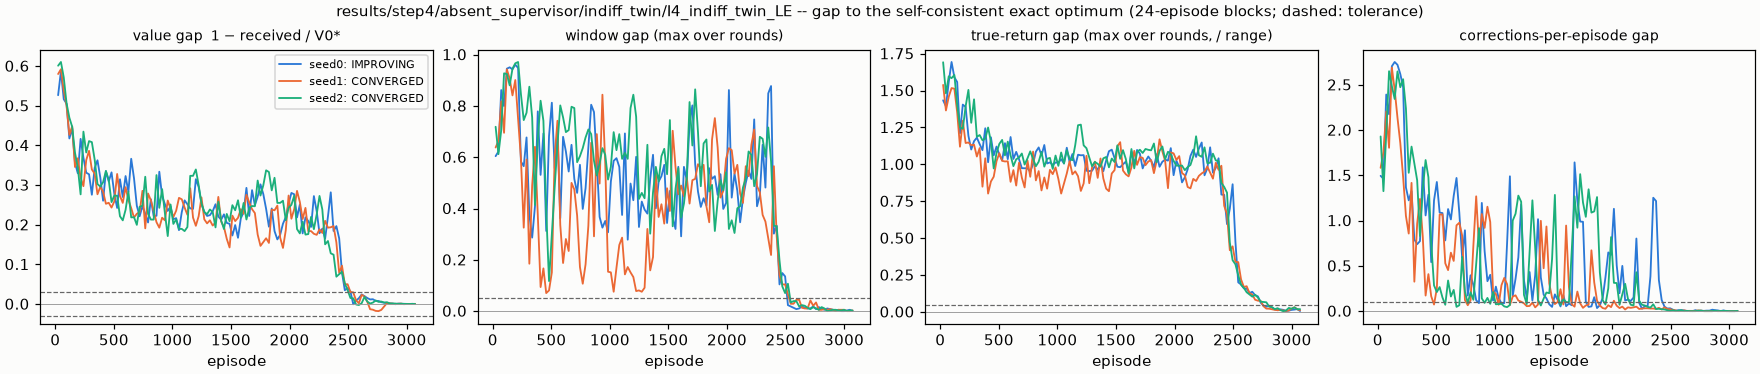 results/step4/absent_supervisor/indiff_twin/I4_indiff_twin_LE -- gap to the self-consistent exact optimum (24-episode blocks; dashed: tolerance)
value gap 1 − received / V0*
0.6
0.5
0.4
0.3
0.2
0.1
0.0
seed0: IMPROVING
seed1: CONVERGED
seed2: CONVERGED
0 500 1000 1500 2000 2500 3000
episode
window gap (max over rounds)
1.0
0.8
0.6
0.4
0.2
0.0
0 500 1000 1500 2000 2500 3000
episode
true-return gap (max over rounds, / range)
1.75
1.50
1.25
1.00
0.75
0.50
0.25
0.00
0 500 1000 1500 2000 2500 3000
episode
corrections-per-episode gap
2.5
2.0
1.5
1.0
0.5
0.0
0 500 1000 1500 2000 2500 3000
episode